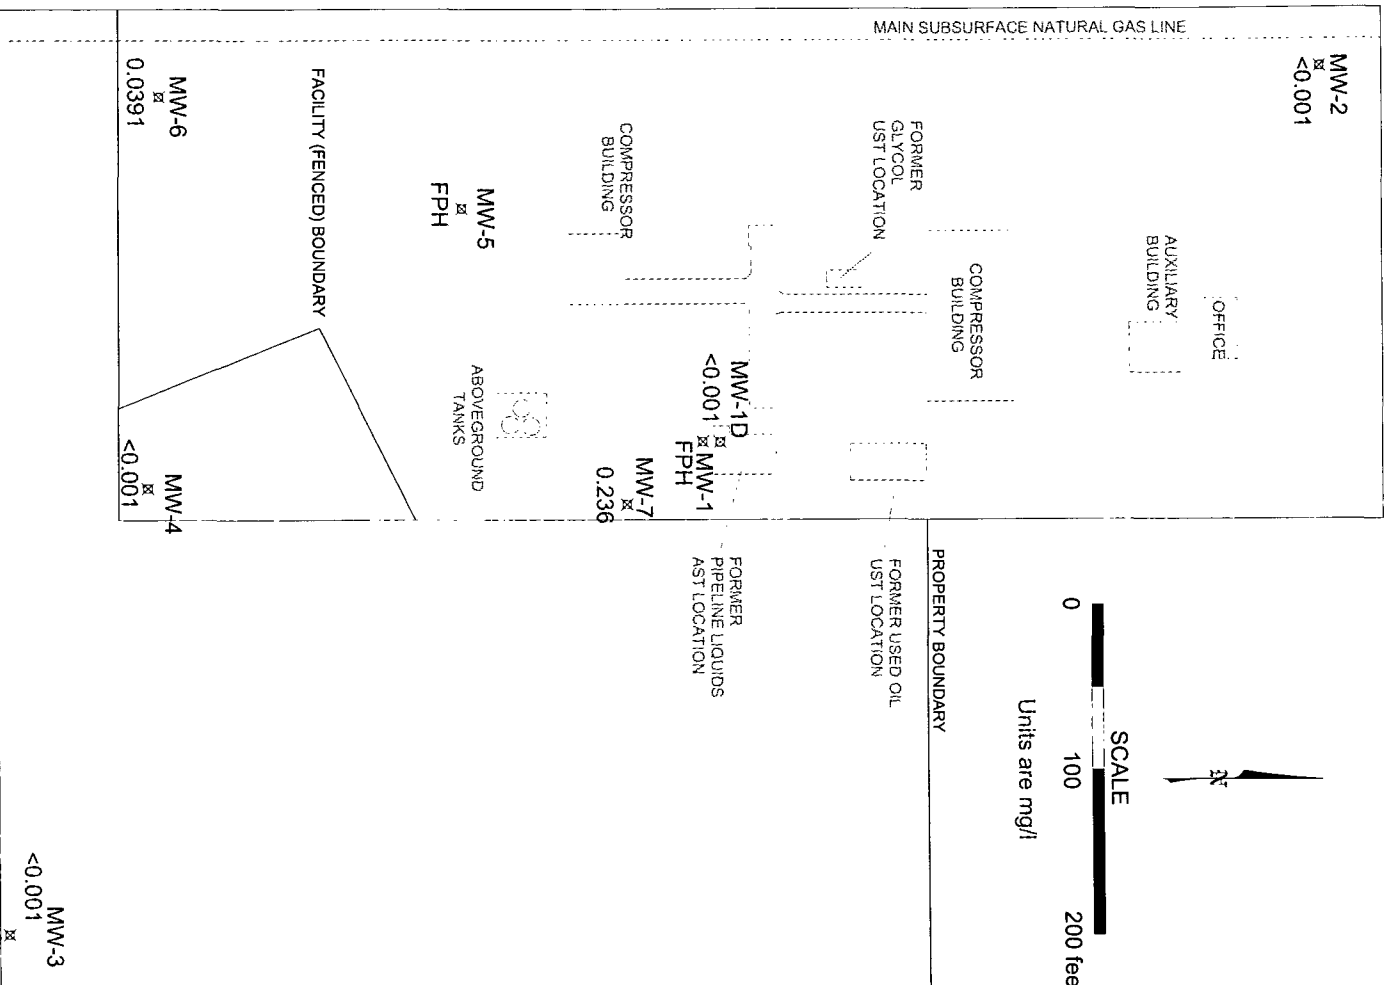 MAIN SUBSURFACE NATURAL GAS LINE
MW-2
<0.001
MW-6
0.0391
FACILITY (FENCED) BOUNDARY
MW-5
FPH
COMPRESSOR
BUILDING
FORMER
GLYCOL
UST LOCATION
COMPRESSOR
BUILDING
AUXILIARY
BUILDING
OFFICE
MW-1D
<0.001
MW-1
FPH
MW-7
0.236
ABOVEGROUND
TANKS
MW-4
<0.001
FORMER
PIPELINE LIQUIDS
AST LOCATION
FORMER USED OIL
UST LOCATION
PROPERTY BOUNDARY
N
SCALE
0 100 200 fee
Units are mg/l
MW-3
<0.001